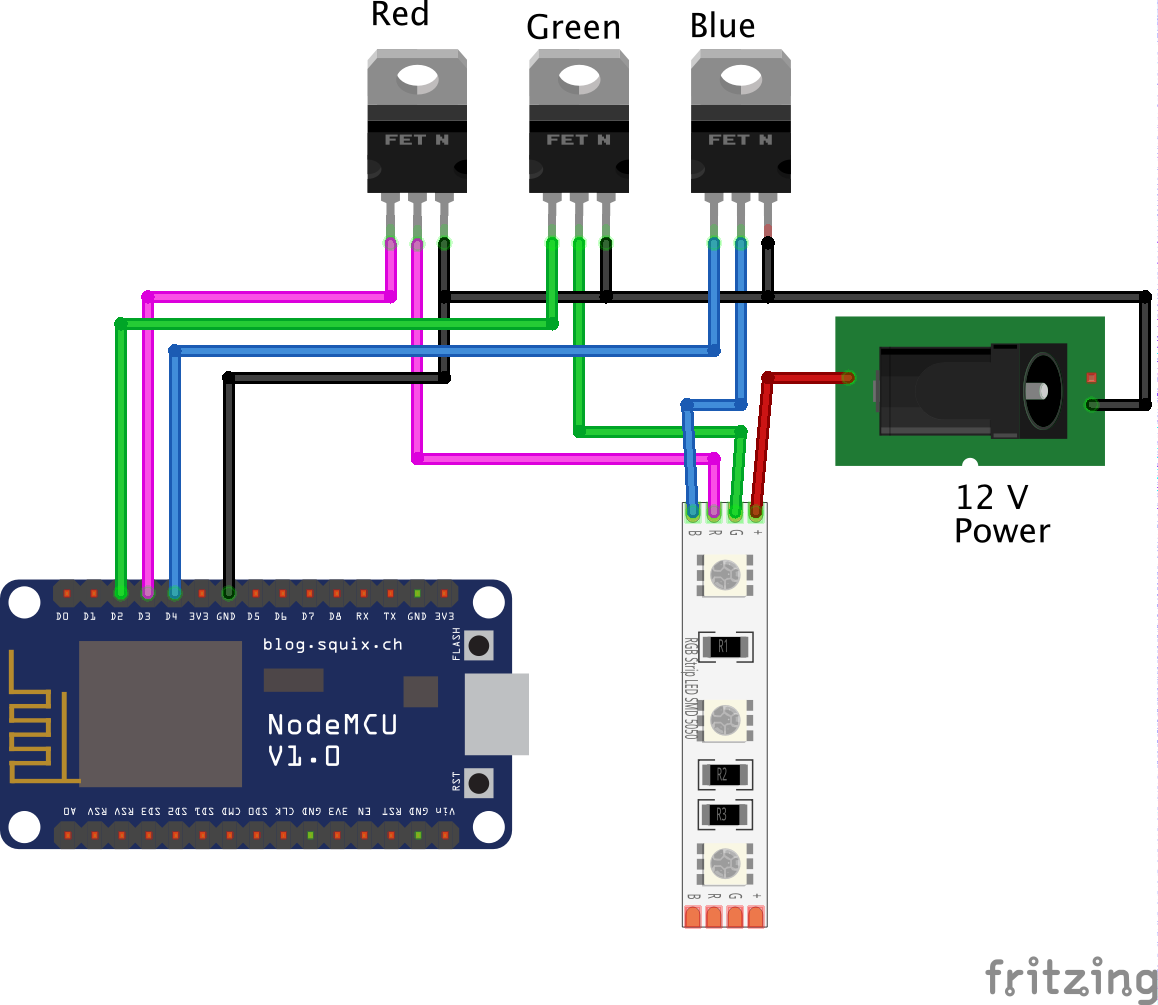 Red
Green
Blue
FET N
FET N
FET N
12 V
Power
B R G +
D0 D1 D2 D3 D4 3V3 GND D5 D6 D7 D8 RX TX GND 3V3
blog.squix.ch
FLASH
R1
RGB Strip LED SMD 5050
NodeMCU
V1.0
RST
R2
R3
A0 RSV RSV SD3 SD2 SD1 CMD SD0 CLK GND 3V3 EN RST GND Vin
B R G +
fritzing